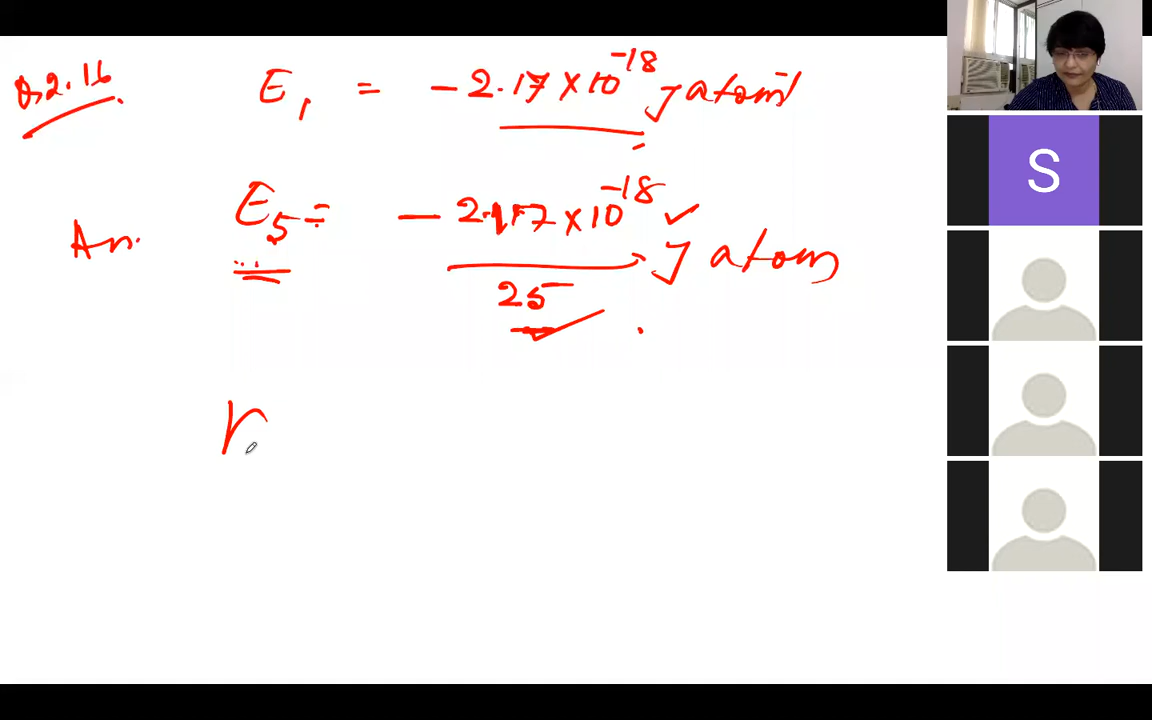 Q.2.16 E₁ = - 2.17 × 10⁻¹⁸ J atom⁻¹
An. E₅ = - 2.17 × 10⁻¹⁸ J atom
25
r
S